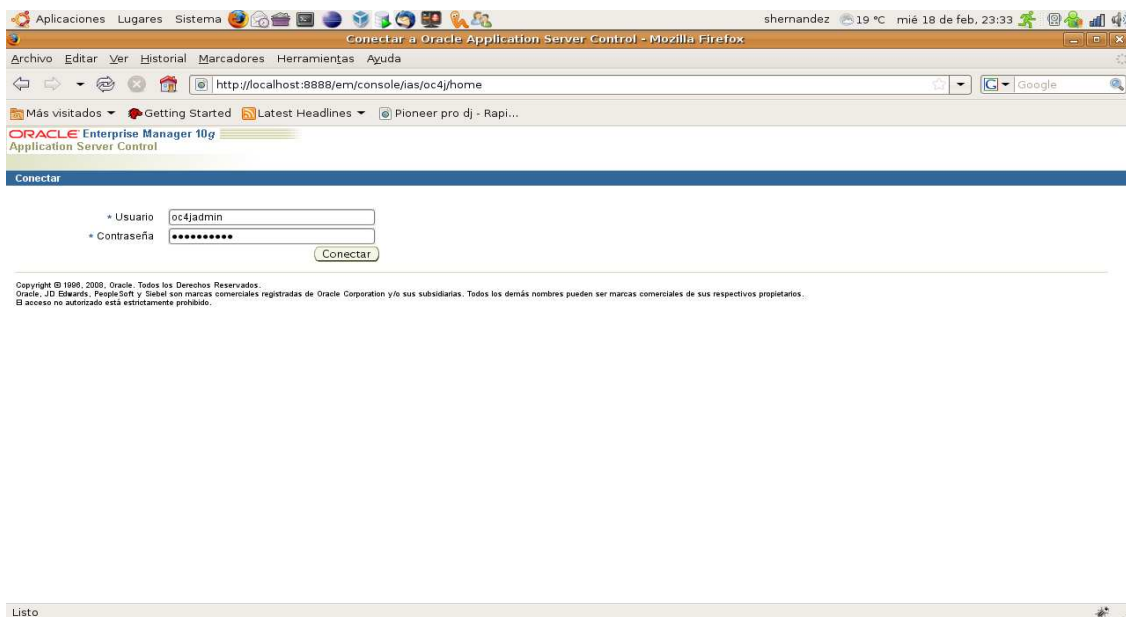 Aplicaciones Lugares Sistema shernandez 19 °C mié 18 de feb, 23:33
Conectar a Oracle Application Server Control - Mozilla Firefox
Archivo Editar Ver Historial Marcadores Herramientas Ayuda
http://localhost:8888/em/console/ias/oc4j/home Google
Más visitados Getting Started Latest Headlines Pioneer pro dj - Rapi...
ORACLE Enterprise Manager 10g
Application Server Control
Conectar
* Usuario oc4jadmin
* Contraseña ••••••••••
Conectar
Copyright © 1996, 2008, Oracle. Todos los Derechos Reservados.
Oracle, JD Edwards, PeopleSoft y Siebel son marcas comerciales registradas de Oracle Corporation y/o sus subsidiarias. Todos los demás nombres pueden ser marcas comerciales de sus respectivos propietarios.
El acceso no autorizado está estrictamente prohibido.
Listo